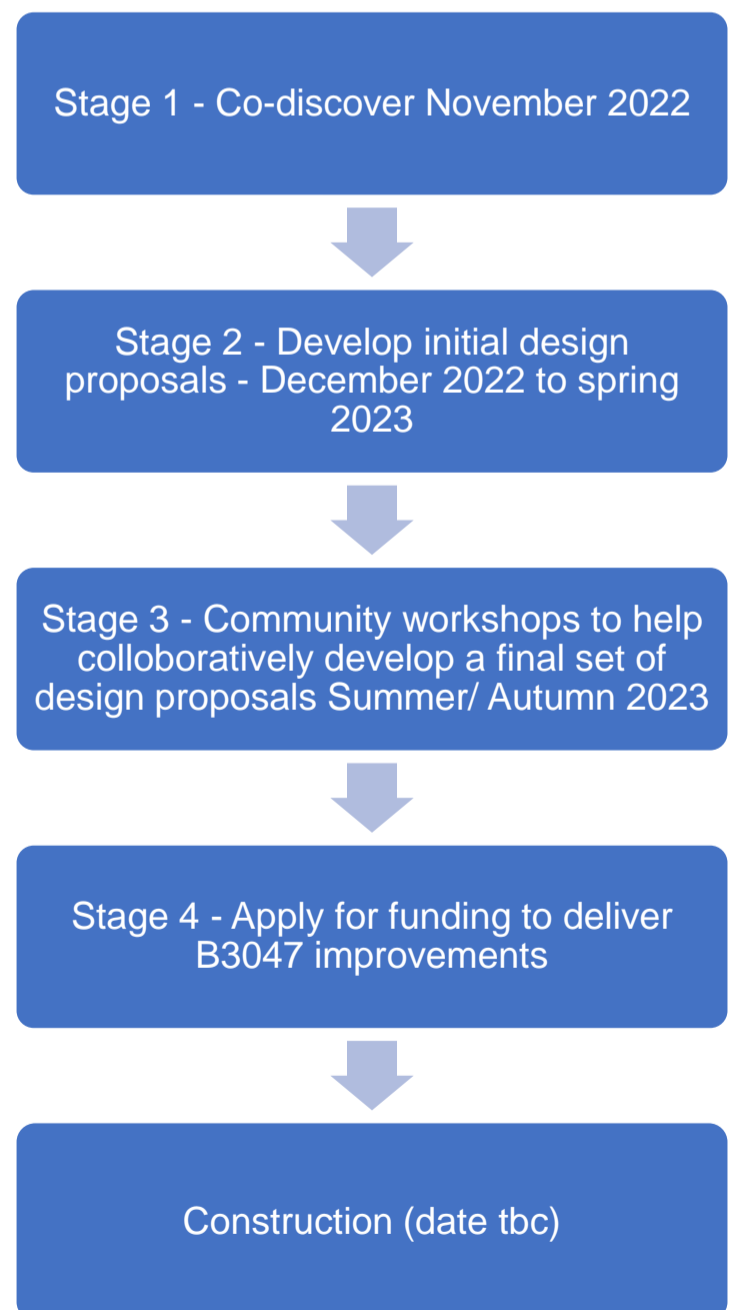 Stage 1 - Co-discover November 2022
Stage 2 - Develop initial design
proposals - December 2022 to spring
2023
Stage 3 - Community workshops to help
colloboratively develop a final set of
design proposals Summer/ Autumn 2023
Stage 4 - Apply for funding to deliver
B3047 improvements
Construction (date tbc)